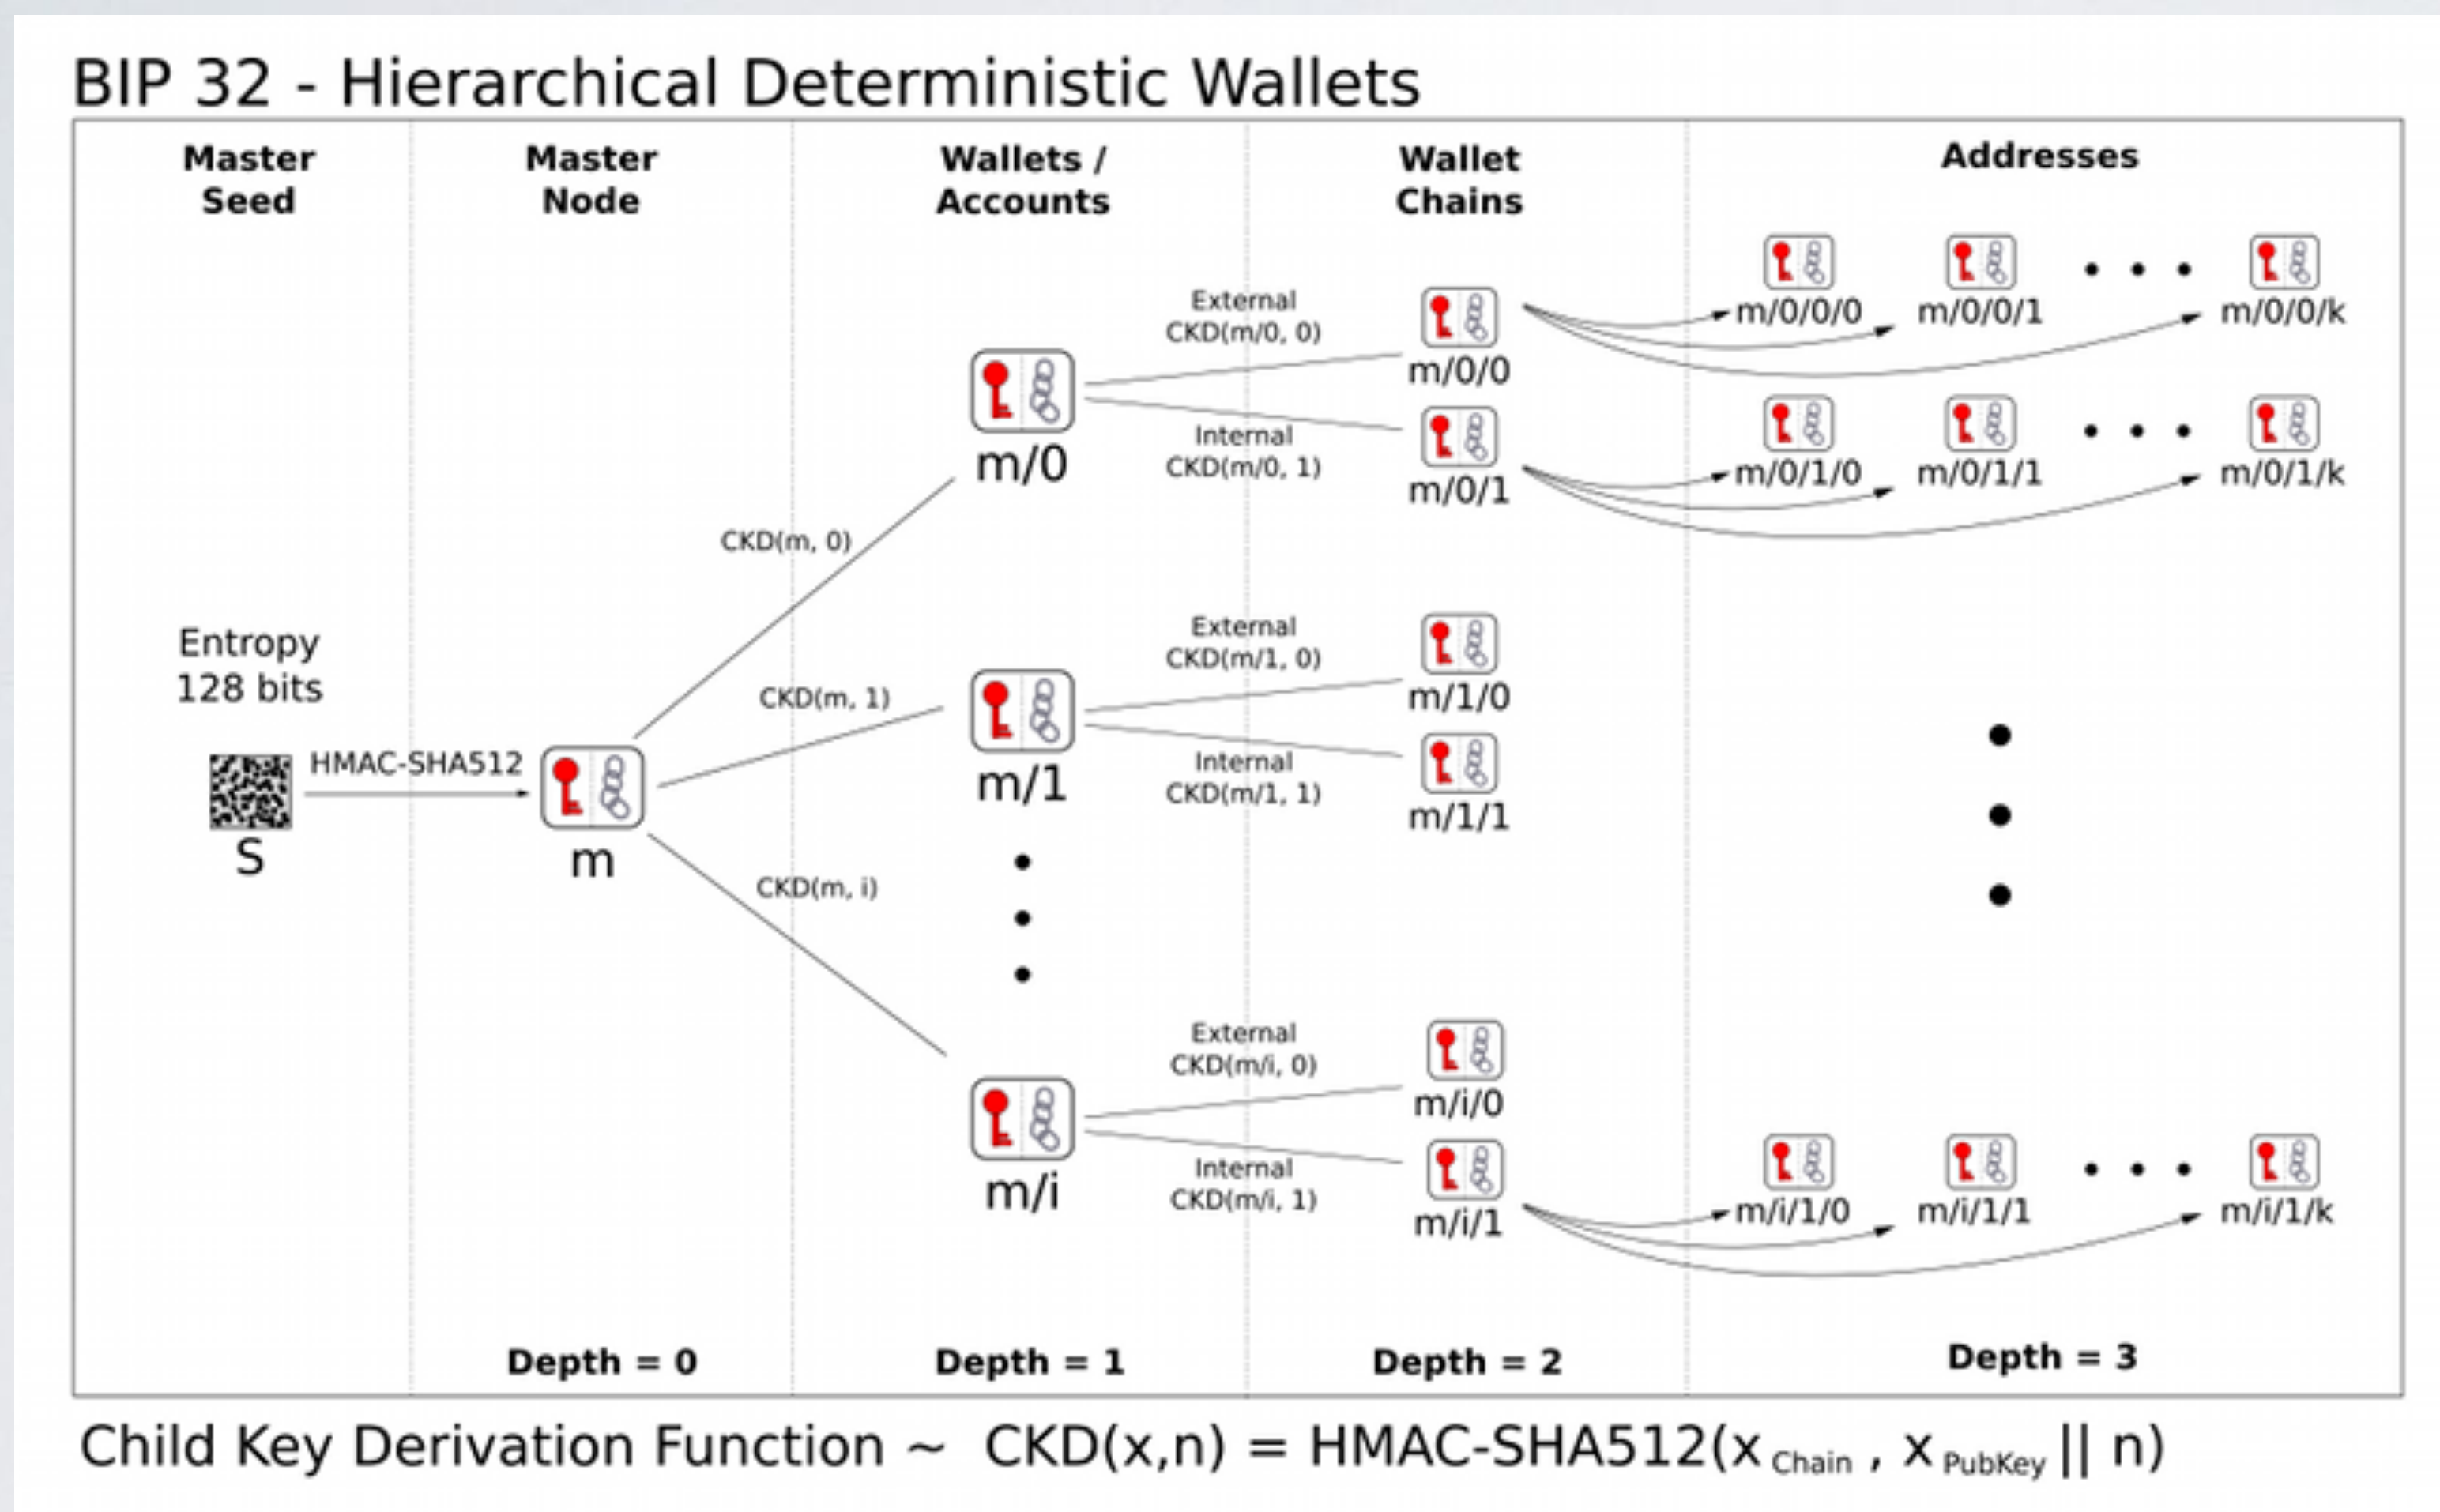 BIP 32 - Hierarchical Deterministic Wallets
Master
Seed
Master
Node
Wallets /
Accounts
Wallet
Chains
Addresses
Entropy
128 bits
S
HMAC-SHA512
m
CKD(m, 0)
CKD(m, 1)
CKD(m, i)
m/0
m/1
m/i
External
CKD(m/0, 0)
Internal
CKD(m/0, 1)
External
CKD(m/1, 0)
Internal
CKD(m/1, 1)
External
CKD(m/i, 0)
Internal
CKD(m/i, 1)
m/0/0
m/0/1
m/1/0
m/1/1
m/i/0
m/i/1
m/0/0/0 m/0/0/1 m/0/0/k
m/0/1/0 m/0/1/1 m/0/1/k
m/i/1/0 m/i/1/1 m/i/1/k
Depth = 0 Depth = 1 Depth = 2 Depth = 3
Child Key Derivation Function ~ CKD(x,n) = HMAC-SHA512(x Chain , x PubKey || n)